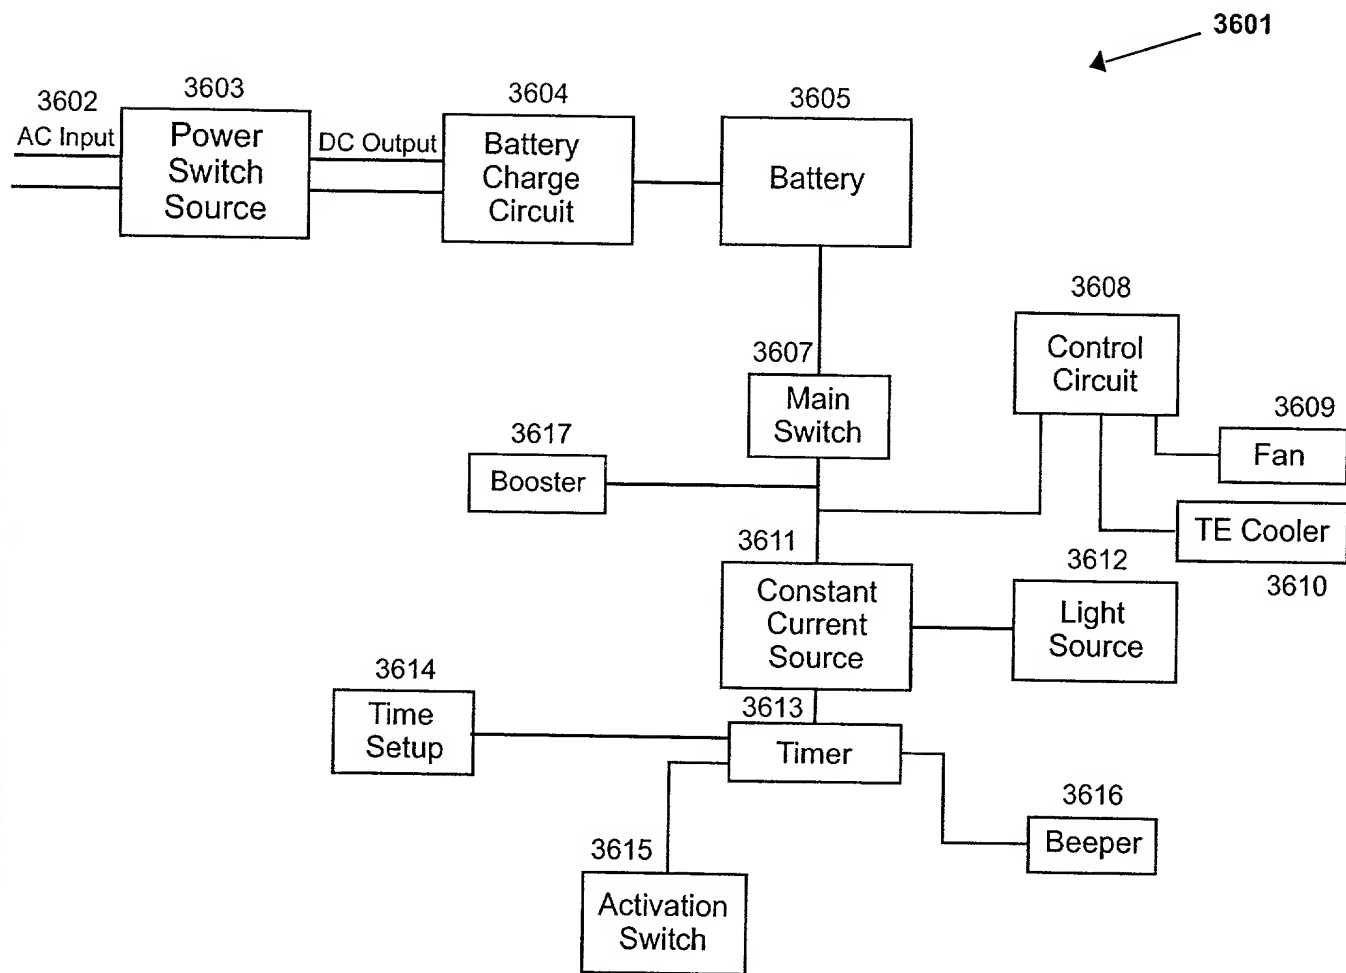 3601
3602
AC Input
3603
Power
Switch
Source
DC Output
3604
Battery
Charge
Circuit
3605
Battery
3607
Main
Switch
3608
Control
Circuit
3609
Fan
TE Cooler
3610
3617
Booster
3611
Constant
Current
Source
3612
Light
Source
3614
Time
Setup
3613
Timer
3615
Activation
Switch
3616
Beeper